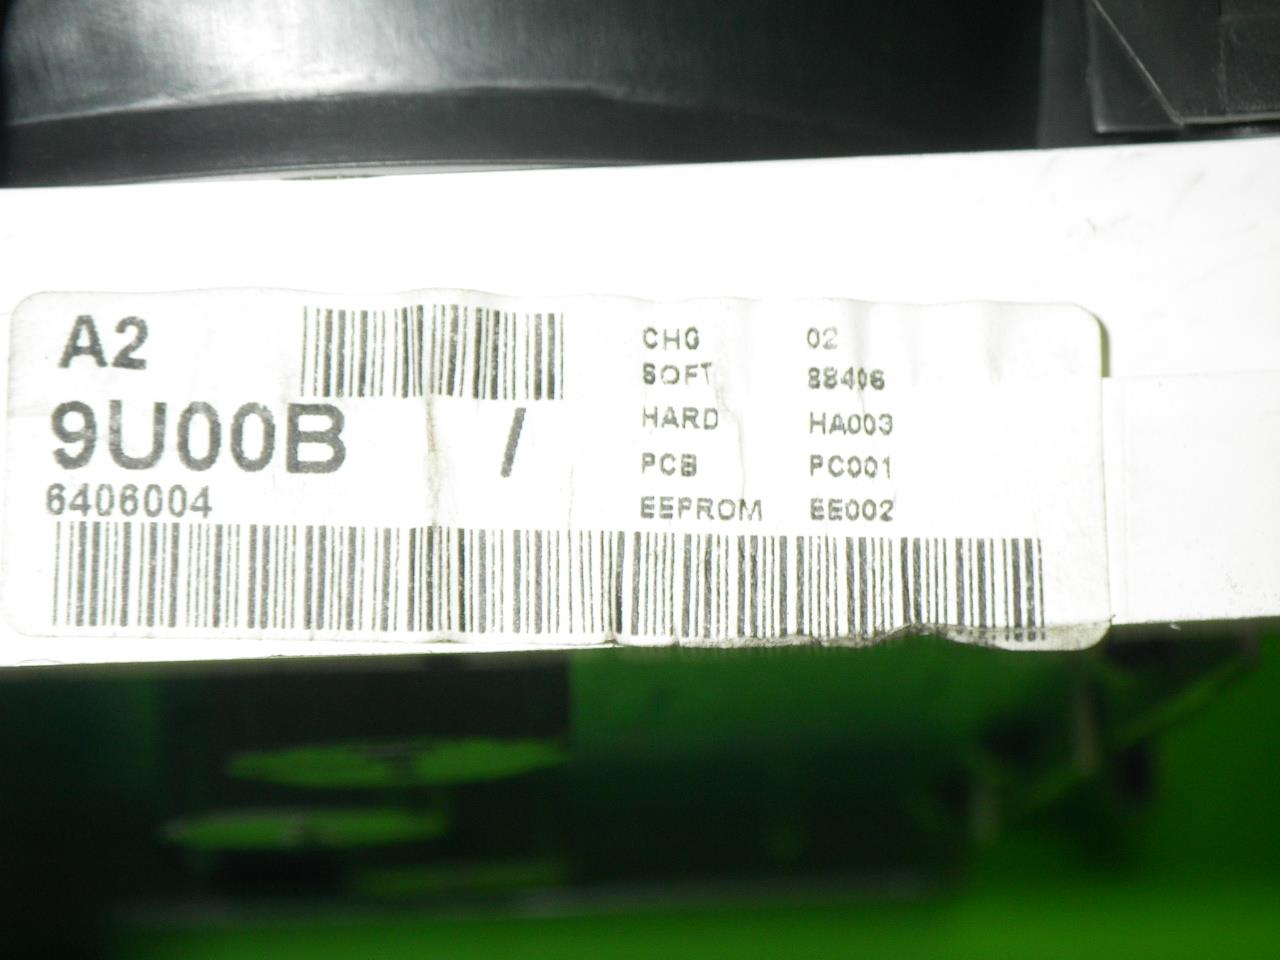 A2
9U00B /
6406004
CHG 02
SOFT 88406
HARD HA003
PCB PC001
EEPROM EE002